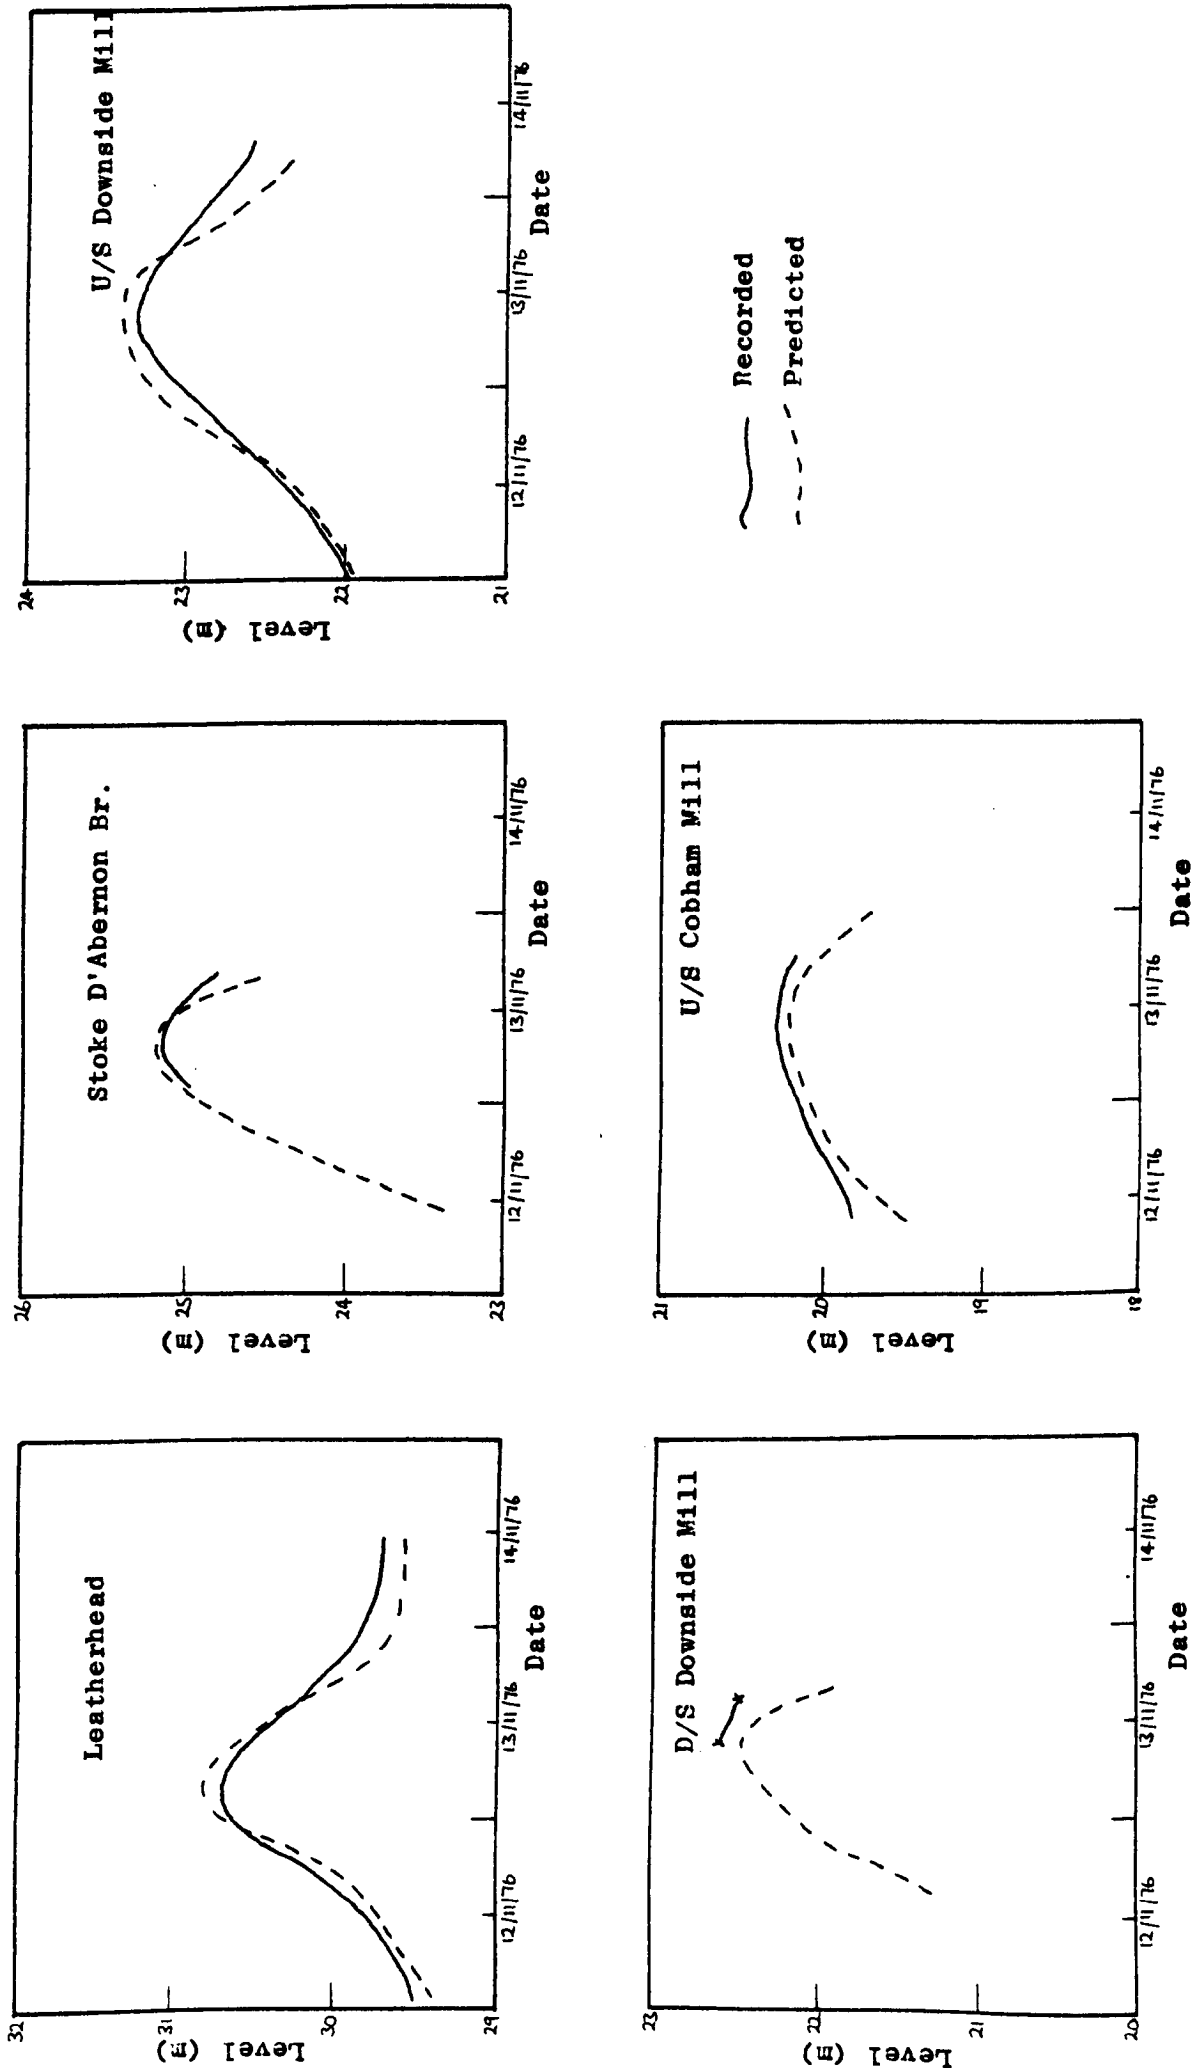 Leatherhead
32
31
30
29
Level (m)
12/11/76
13/11/76
14/11/76
Date
Stoke D'Abernon Br.
26
25
24
23
Level (m)
12/11/76
13/11/76
14/11/76
Date
U/S Downside Mill
24
23
22
21
Level (m)
12/11/76
13/11/76
14/11/76
Date
D/S Downside Mill
23
22
21
20
Level (m)
12/11/76
13/11/76
14/11/76
Date
U/S Cobham Mill
21
20
19
18
Level (m)
12/11/76
13/11/76
14/11/76
Date
Recorded
Predicted